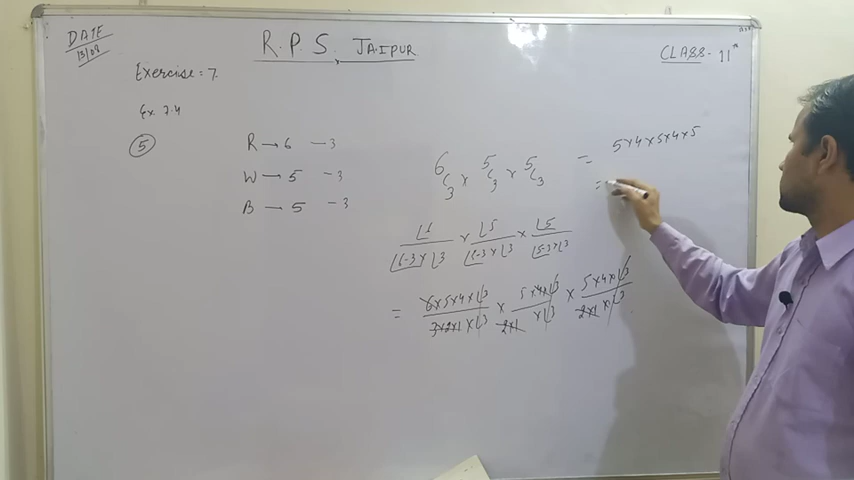 DATE
13/09
R.P.S, JAIPUR
CLASS - 11th
Exercise = 7.
Ex. 7.4
5
R → 6 - 3
W → 5 - 3
B → 5 - 3
6C3 × 5C3 × 5C3
⌊6 / ⌊6-3 × ⌊3 × ⌊5 / ⌊5-3 × ⌊3 × ⌊5 / ⌊5-3 × ⌊3
= 6×5×4×⌊3 / 3×2×1×⌊3 × 5×4×⌊3 / 2×1×⌊3 × 5×4×⌊3 / 2×1×⌊3
= 5×4×5×4×5
=